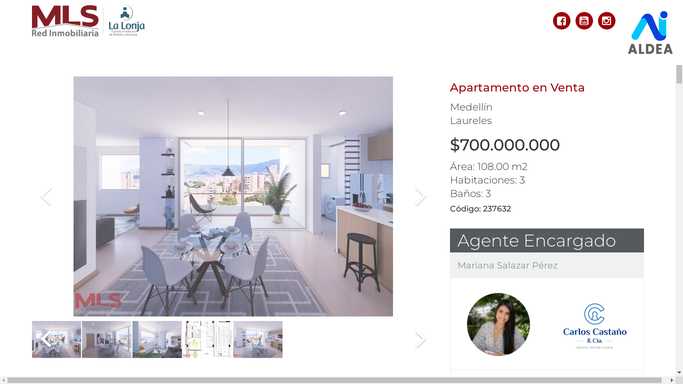 MLS
Red Inmobiliaria
La Lonja
ALDEA
Apartamento en Venta
Medellín
Laureles
$700.000.000
Área: 108.00 m2
Habitaciones: 3
Baños: 3
Código: 237632
Agente Encargado
Mariana Salazar Pérez
MLS
Carlos Castaño
& Cía.